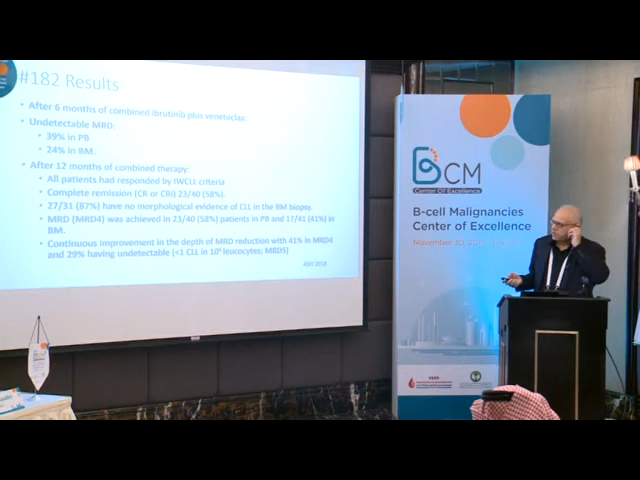 #182 Results
• After 6 months of combined ibrutinib plus venetoclax:
• Undetectable MRD:
• 39% in PB
• 24% in BM.
• After 12 months of combined therapy:
• All patients had responded by IWCLL criteria
• Complete remission (CR or CRi) 23/40 (58%).
• 27/31 (87%) have no morphological evidence of CLL in the BM biopsy.
• MRD (MRD4) was achieved in 23/40 (58%) patients in PB and 17/41 (41%) in
BM.
• Continuous improvement in the depth of MRD reduction with 41% in MRD4
and 29% having undetectable (<1 CLL in 10⁵ leucocytes; MRD5)
ASH 2018
BCM
Center Of Excellence
B-cell Malignancies
Center of Excellence
November 30,
BCM